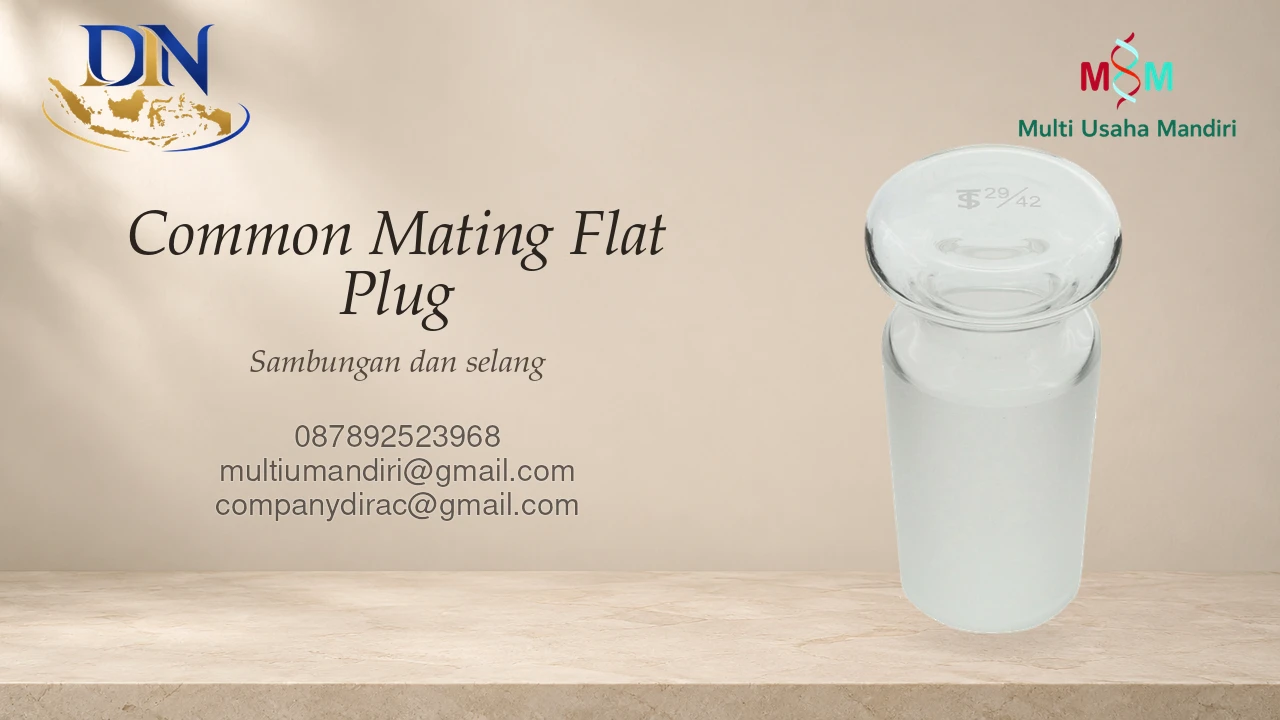 DN
M M
Multi Usaha Mandiri
TS 29/42
Common Mating Flat
Plug
Sambungan dan selang
087892523968
multiumandiri@gmail.com
companydirac@gmail.com